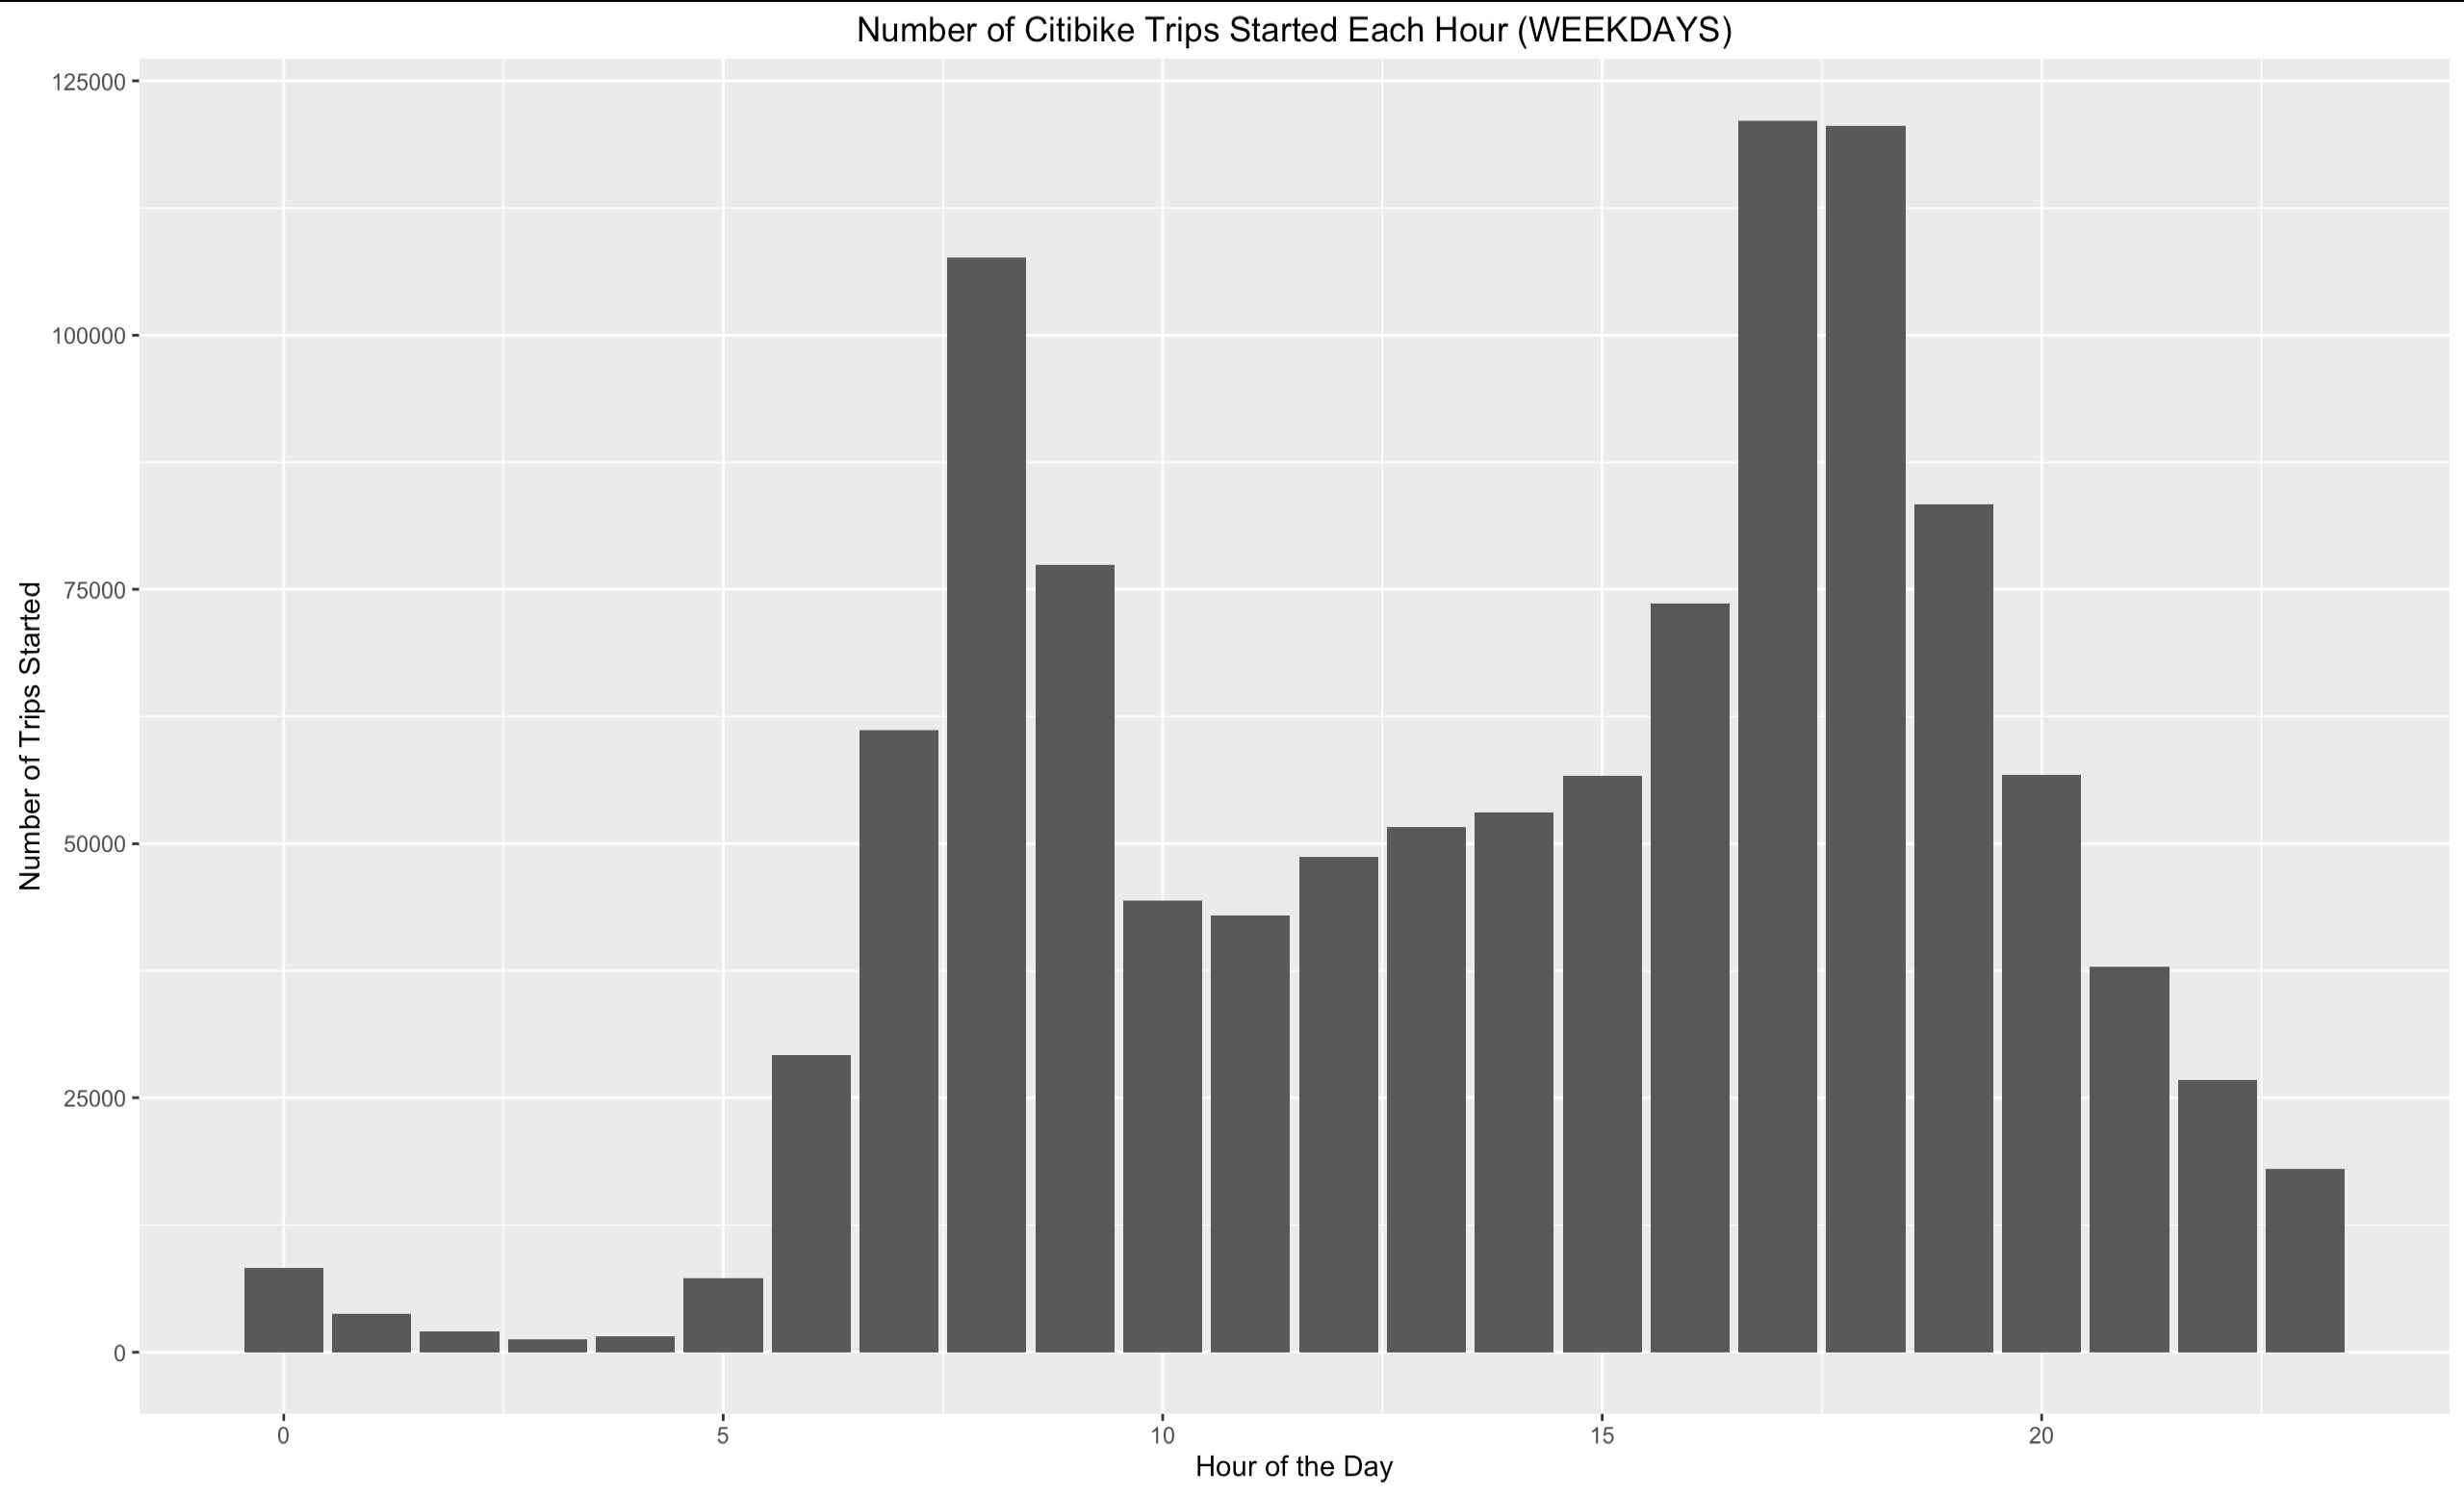 Number of Citibike Trips Started Each Hour (WEEKDAYS)
Number of Trips Started
125000
100000
75000
50000
25000
0
0 5 10 15 20
Hour of the Day